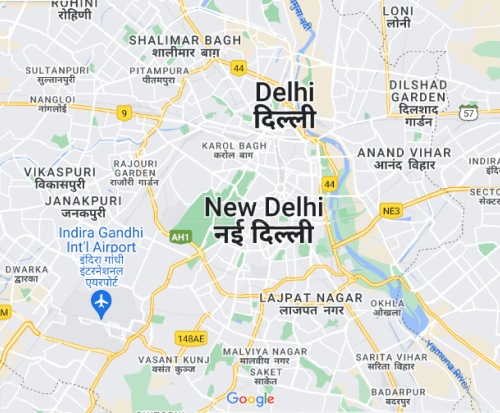 ROHINI
रोहिणी
LONI
लोनी
SHALIMAR BAGH
शालीमार बाग़
SULTANPURI
सुल्तानपुरी
PITAMPURA
पीतमपुरा
44
NANGLOI
नांगलोई
9
Delhi
दिल्ली
DILSHAD
GARDEN
दिलशाद
गार्डन
57
KAROL BAGH
करोल बाग
ANAND VIHAR
आनंद विहार
RAJOURI
GARDEN
राजौरी गार्डन
VIKASPURI
विकासपुरी
JANAKPURI
जनकपुरी
44
New Delhi
नई दिल्ली
NE3
AH1
Indira Gandhi
Int'l Airport
इंदिरा गांधी
इंटरनेशनल
एयरपोर्ट
DWARKA
द्वारका
LAJPAT NAGAR
लाजपत नगर
OKHLA
ओखला
148AE
Yamuna River
VASANT KUNJ
वसंत कुञ्ज
MALVIYA NAGAR
मालवीय नगर
SAKET
साकेत
SARITA VIHAR
सरिता विहार
BADARPUR
बदरपुर
Google